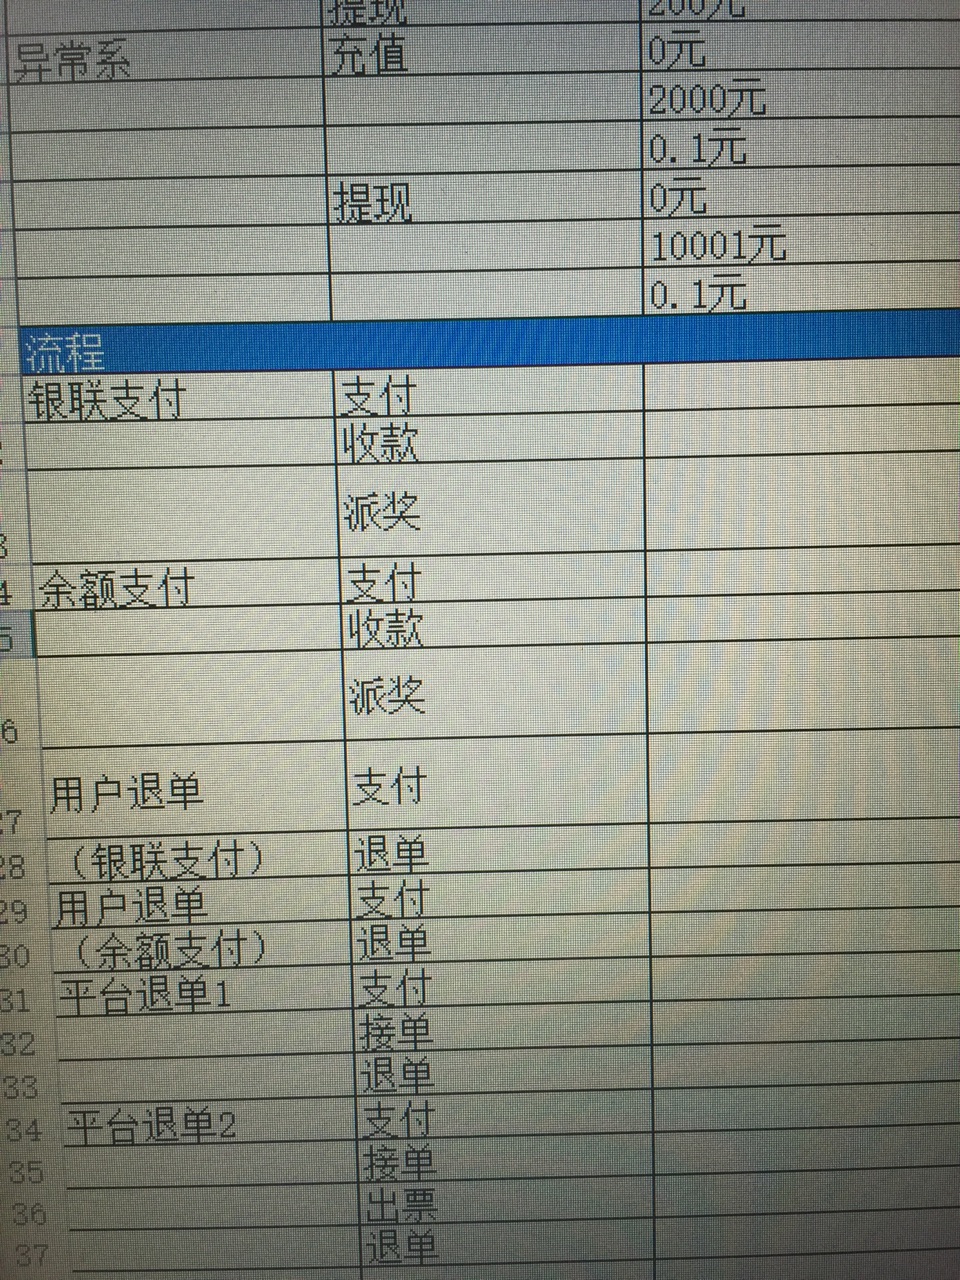 提现 200元
异常系 充值 0元
2000元
0.1元
提现 0元
10001元
0.1元
流程
银联支付 支付
收款
3 派奖
4 余额支付 支付
5 收款
6 派奖
27 用户退单 支付
28 （银联支付） 退单
29 用户退单 支付
30 （余额支付） 退单
31 平台退单1 支付
32 接单
33 退单
34 平台退单2 支付
35 接单
36 出票
37 退单